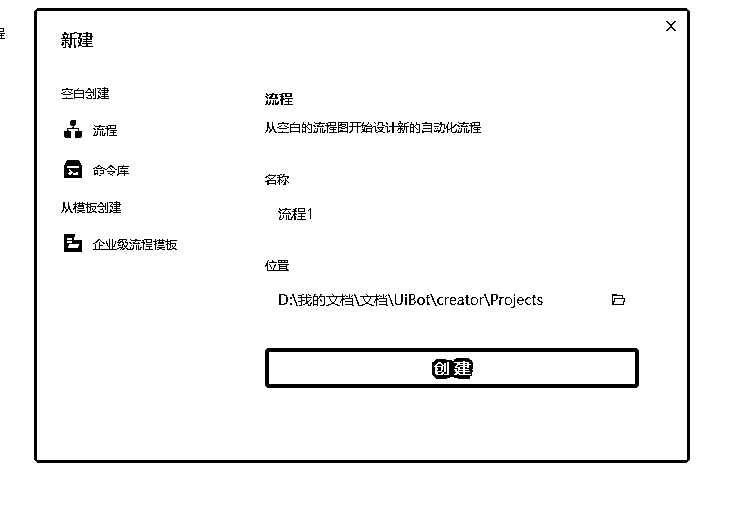 程
新建
空白创建
流程
命令库
从模板创建
企业级流程模板
流程
从空白的流程图开始设计新的自动化流程
名称
流程1
位置
D:\我的文档\文档\UiBot\creator\Projects
创建